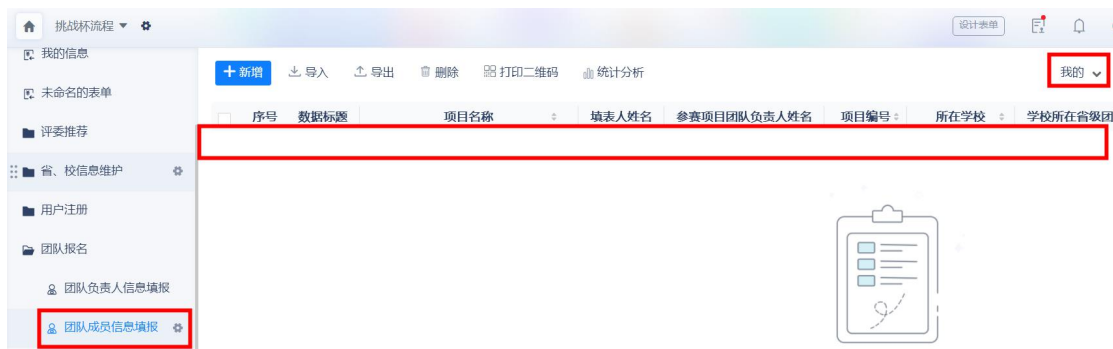 挑战杯流程
设计表单
我的信息
未命名的表单
评委推荐
省、校信息维护
用户注册
团队报名
团队负责人信息填报
团队成员信息填报
+ 新增 导入 导出 删除 打印二维码 统计分析
我的
序号 数据标题 项目名称 填表人姓名 参赛项目团队负责人姓名 项目编号 所在学校 学校所在省级团